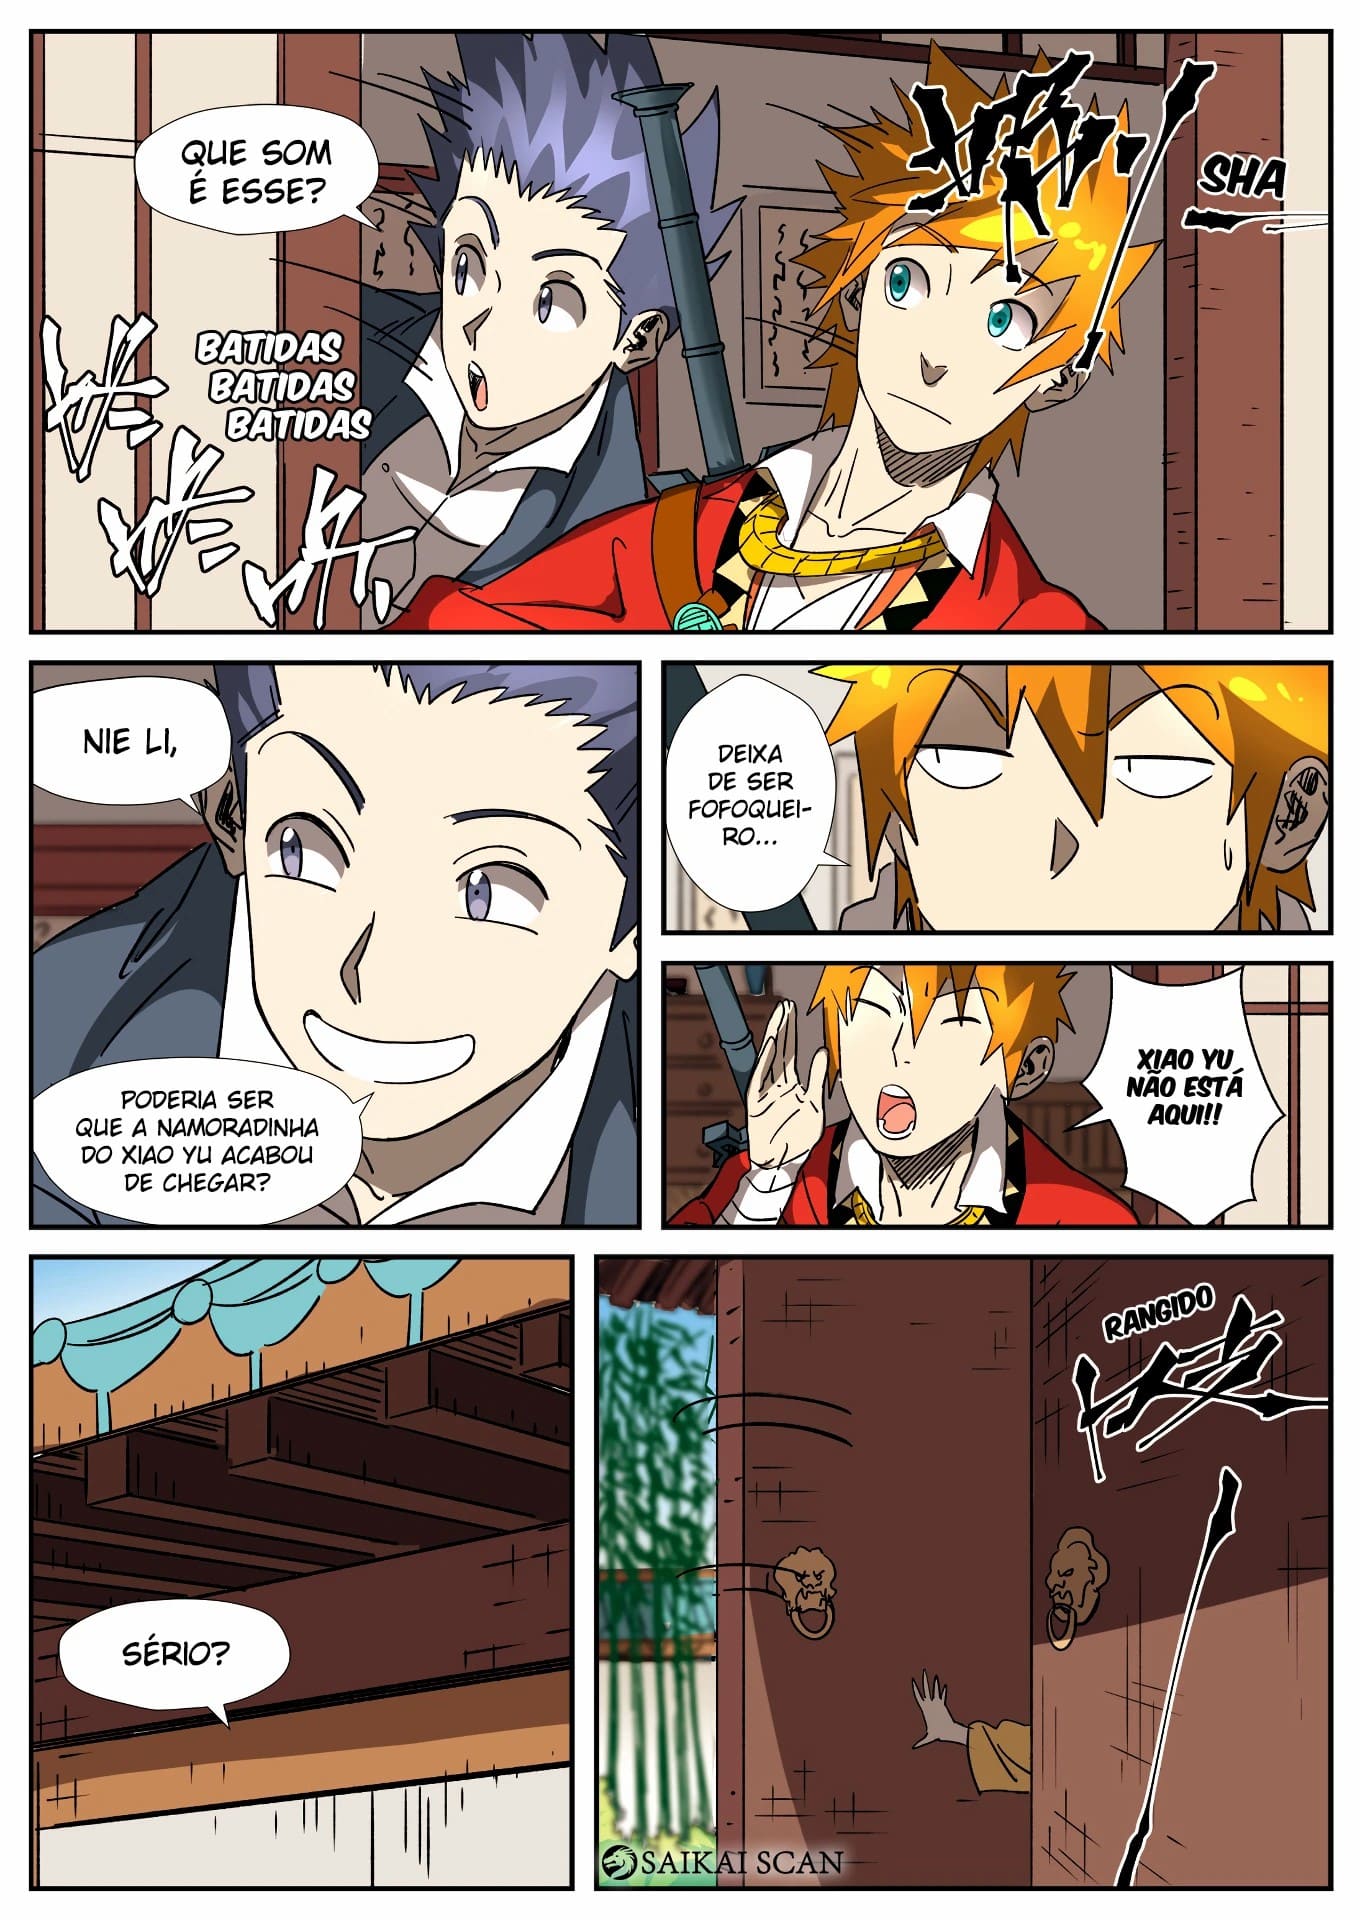 QUE SOM
É ESSE?
SHA
BATIDAS
BATIDAS
BATIDAS
NIE LI,
PODERIA SER
QUE A NAMORADINHA
DO XIAO YU ACABOU
DE CHEGAR?
DEIXA
DE SER
FOFOQUEI-
RO...
XIAO YU
NÃO ESTÁ
AQUI!!
SÉRIO?
RANGIDO
SAIKAI SCAN